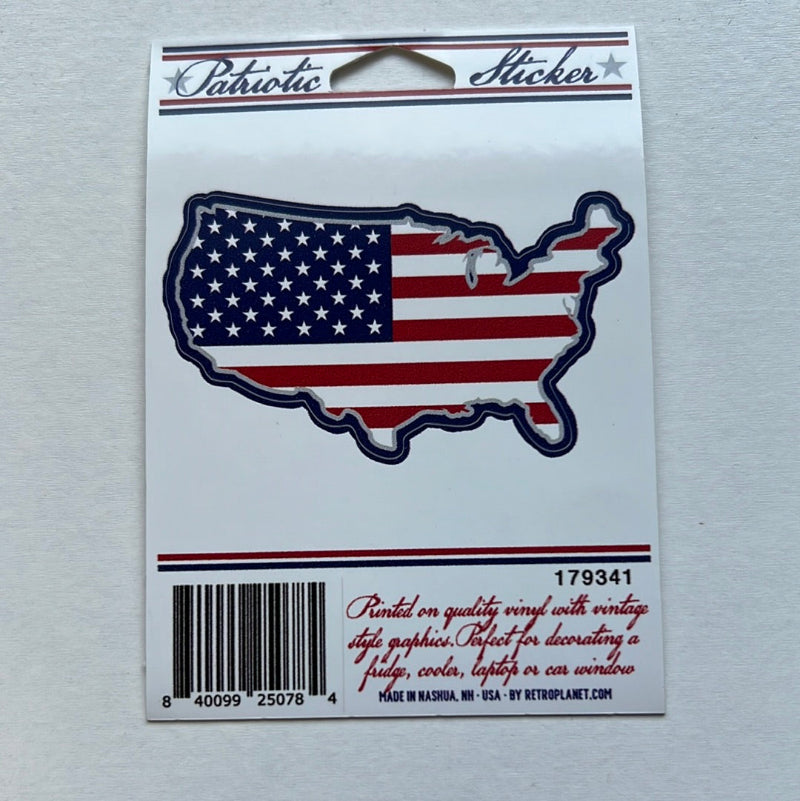 Patriotic Sticker
179341
Printed on quality vinyl with vintage
style graphics. Perfect for decorating a
fridge, cooler, laptop or car window
MADE IN NASHUA, NH · USA · BY RETROPLANET.COM
8 40099 25078 4